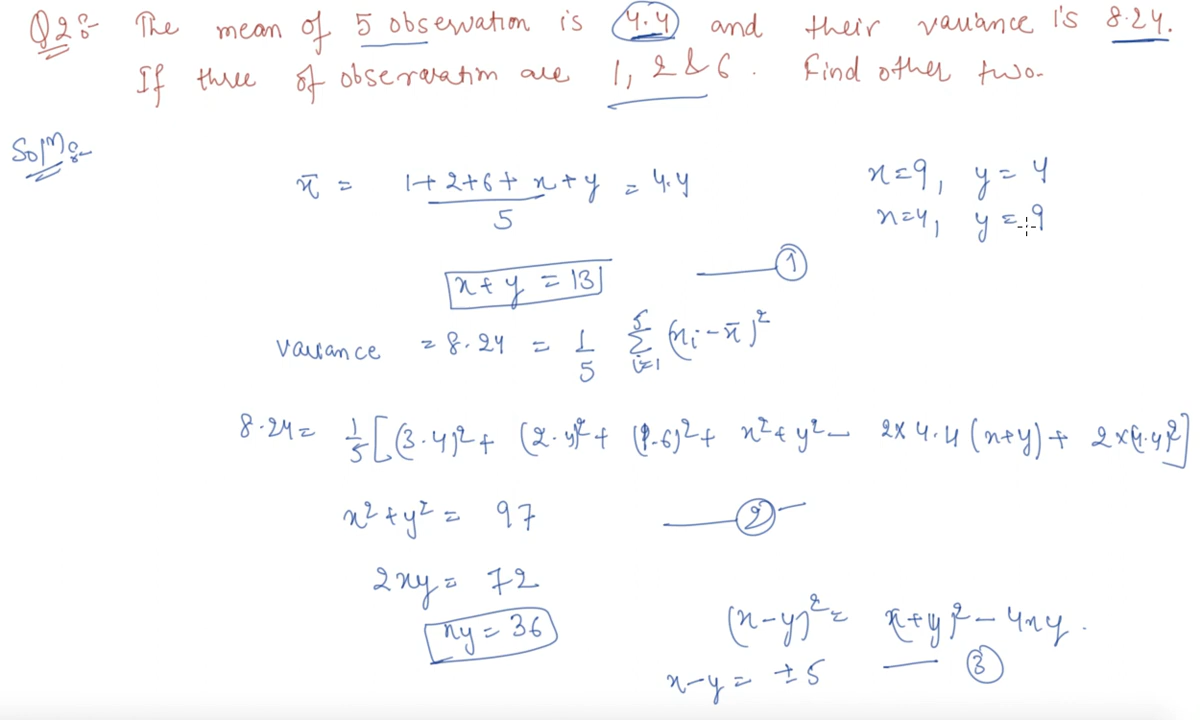 Q2:- The mean of 5 observation is 4.4 and their variance is 8.24.
If three of observation are 1, 2 & 6. Find other two.
Soln:-
x̄ = 1+2+6+x+y / 5 = 4.4
x=9, y=4
x=4, y=9
x+y = 13 —— ①
variance = 8.24 = 1/5 Σ_{i=1}^{5} (xi - x̄)²
8.24 = 1/5 [(3.4)² + (2.4)² + (1.6)² + x² + y² - 2×4.4 (x+y) + 2×(4.4)²]
x² + y² = 97 —— ②
2xy = 72
xy = 36
(x-y)² = (x+y)² - 4xy.
x-y = ±5 —— ③